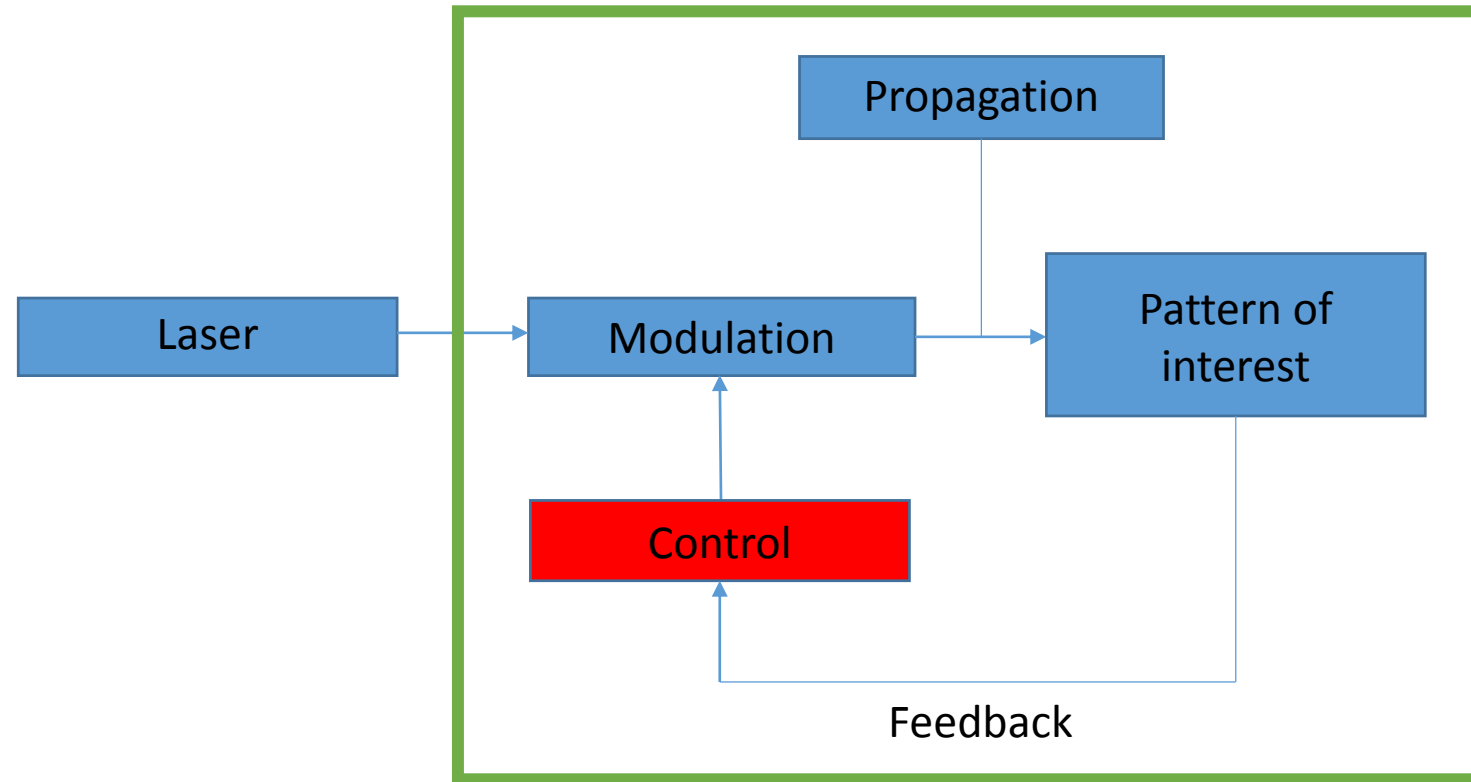 Propagation
Laser
Modulation
Pattern of
interest
Control
Feedback